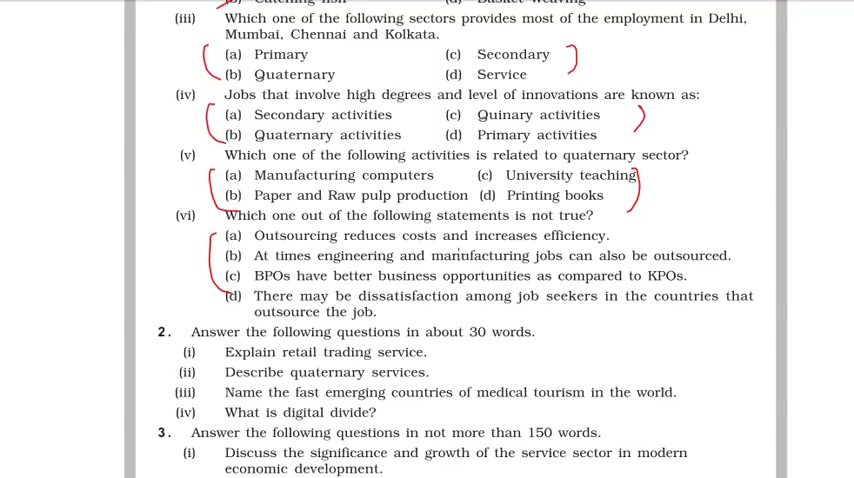 (b) Catching fish (d) Basket weaving
(iii) Which one of the following sectors provides most of the employment in Delhi,
Mumbai, Chennai and Kolkata.
(a) Primary (c) Secondary
(b) Quaternary (d) Service
(iv) Jobs that involve high degrees and level of innovations are known as:
(a) Secondary activities (c) Quinary activities
(b) Quaternary activities (d) Primary activities
(v) Which one of the following activities is related to quaternary sector?
(a) Manufacturing computers (c) University teaching
(b) Paper and Raw pulp production (d) Printing books
(vi) Which one out of the following statements is not true?
(a) Outsourcing reduces costs and increases efficiency.
(b) At times engineering and manufacturing jobs can also be outsourced.
(c) BPOs have better business opportunities as compared to KPOs.
(d) There may be dissatisfaction among job seekers in the countries that
outsource the job.
2. Answer the following questions in about 30 words.
(i) Explain retail trading service.
(ii) Describe quaternary services.
(iii) Name the fast emerging countries of medical tourism in the world.
(iv) What is digital divide?
3. Answer the following questions in not more than 150 words.
(i) Discuss the significance and growth of the service sector in modern
economic development.